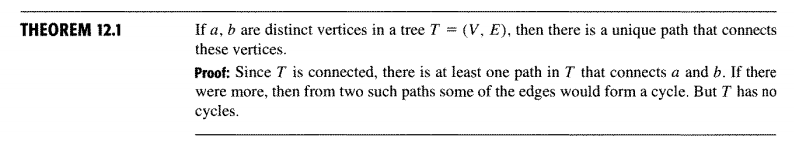 THEOREM 12.1 If a, b are distinct vertices in a tree T = (V, E), then there is a unique path that connects
these vertices.
Proof: Since T is connected, there is at least one path in T that connects a and b. If there
were more, then from two such paths some of the edges would form a cycle. But T has no
cycles.